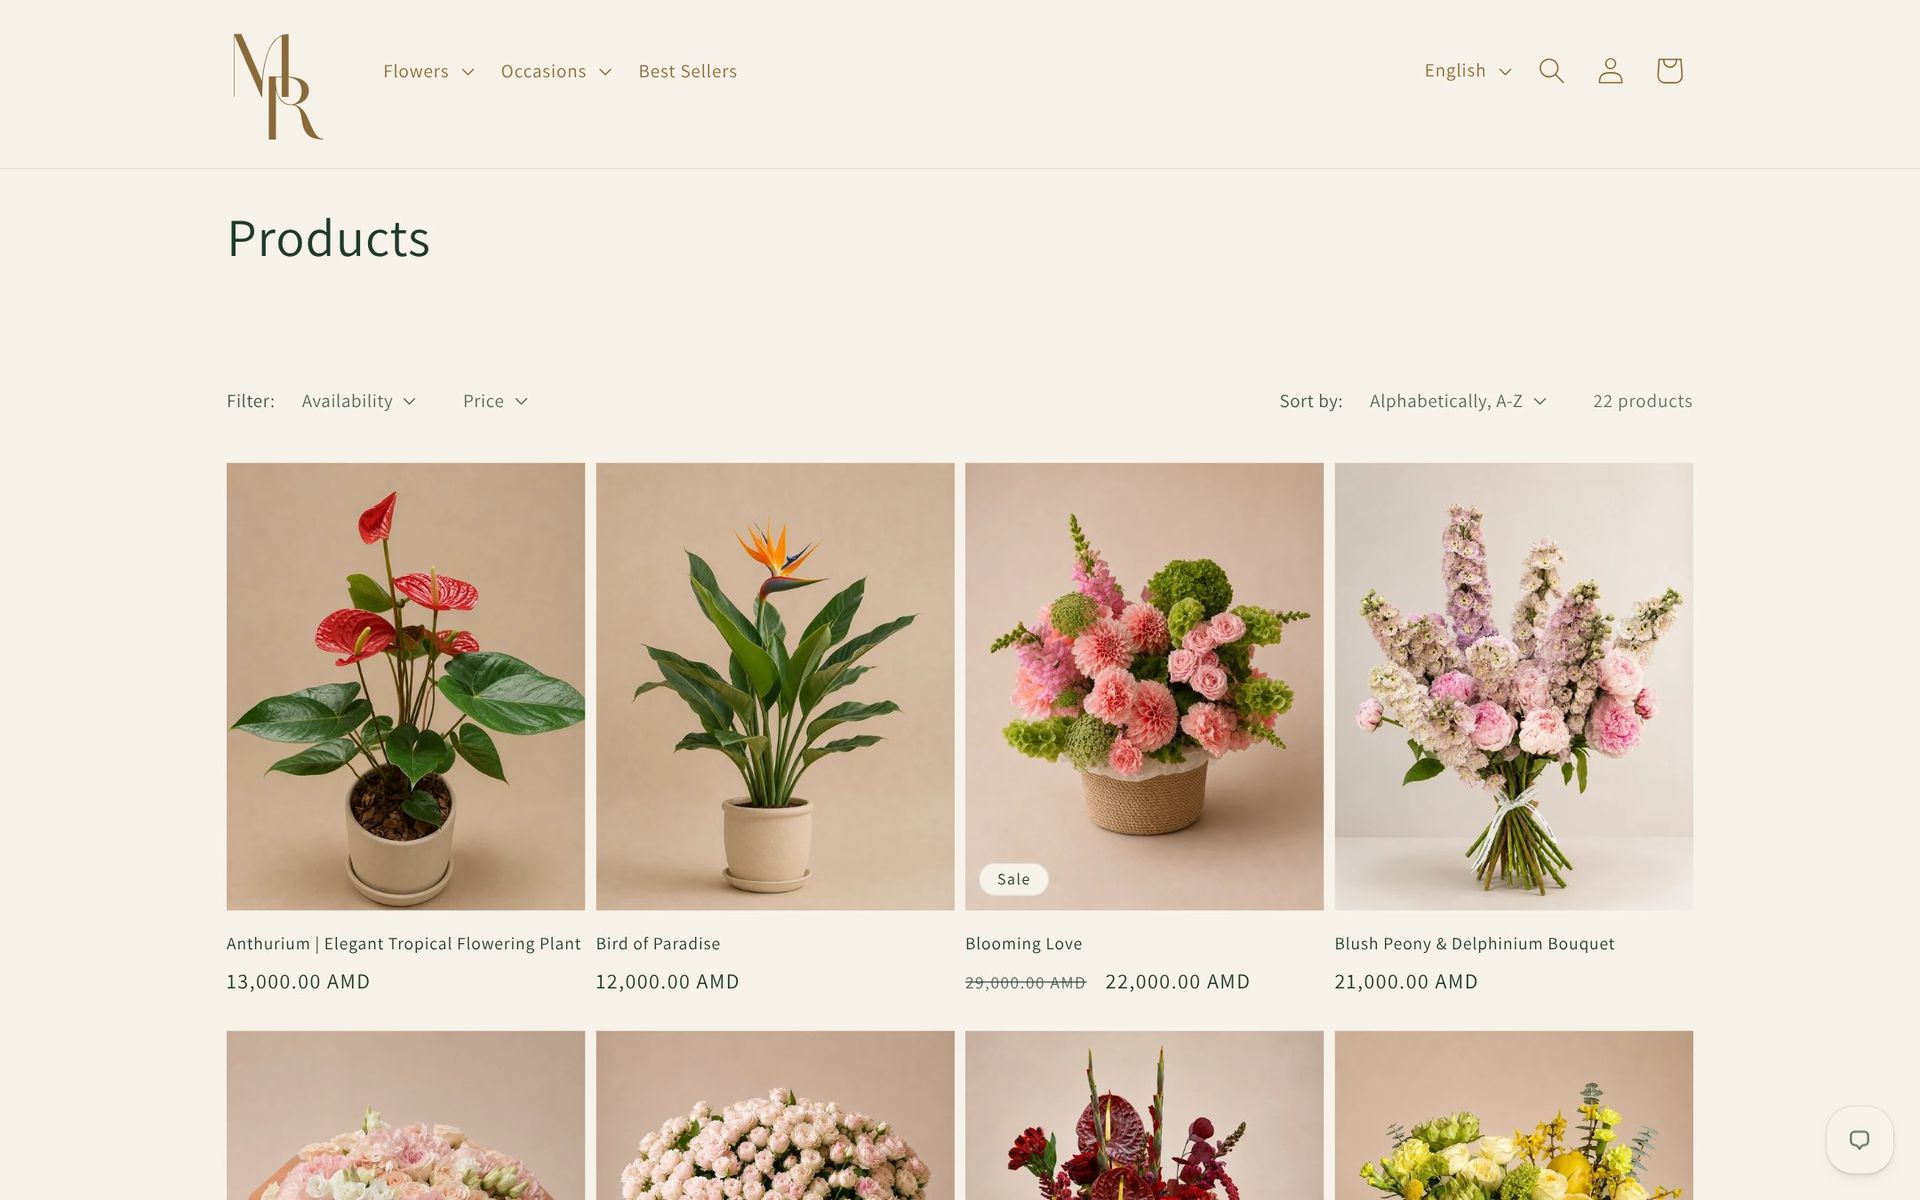 MR
Flowers
Occasions
Best Sellers
English
Products
Filter:
Availability
Price
Sort by:
Alphabetically, A-Z
22 products
Sale
Anthurium | Elegant Tropical Flowering Plant
13,000.00 AMD
Bird of Paradise
12,000.00 AMD
Blooming Love
29,000.00 AMD 22,000.00 AMD
Blush Peony & Delphinium Bouquet
21,000.00 AMD